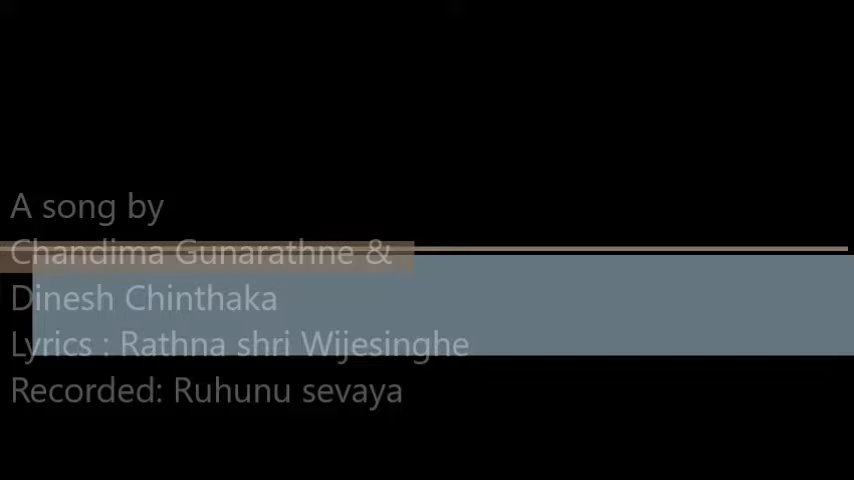 A song by
Chandima Gunarathne &
Dinesh Chinthaka
Lyrics : Rathna shri Wijesinghe
Recorded: Ruhunu sevaya